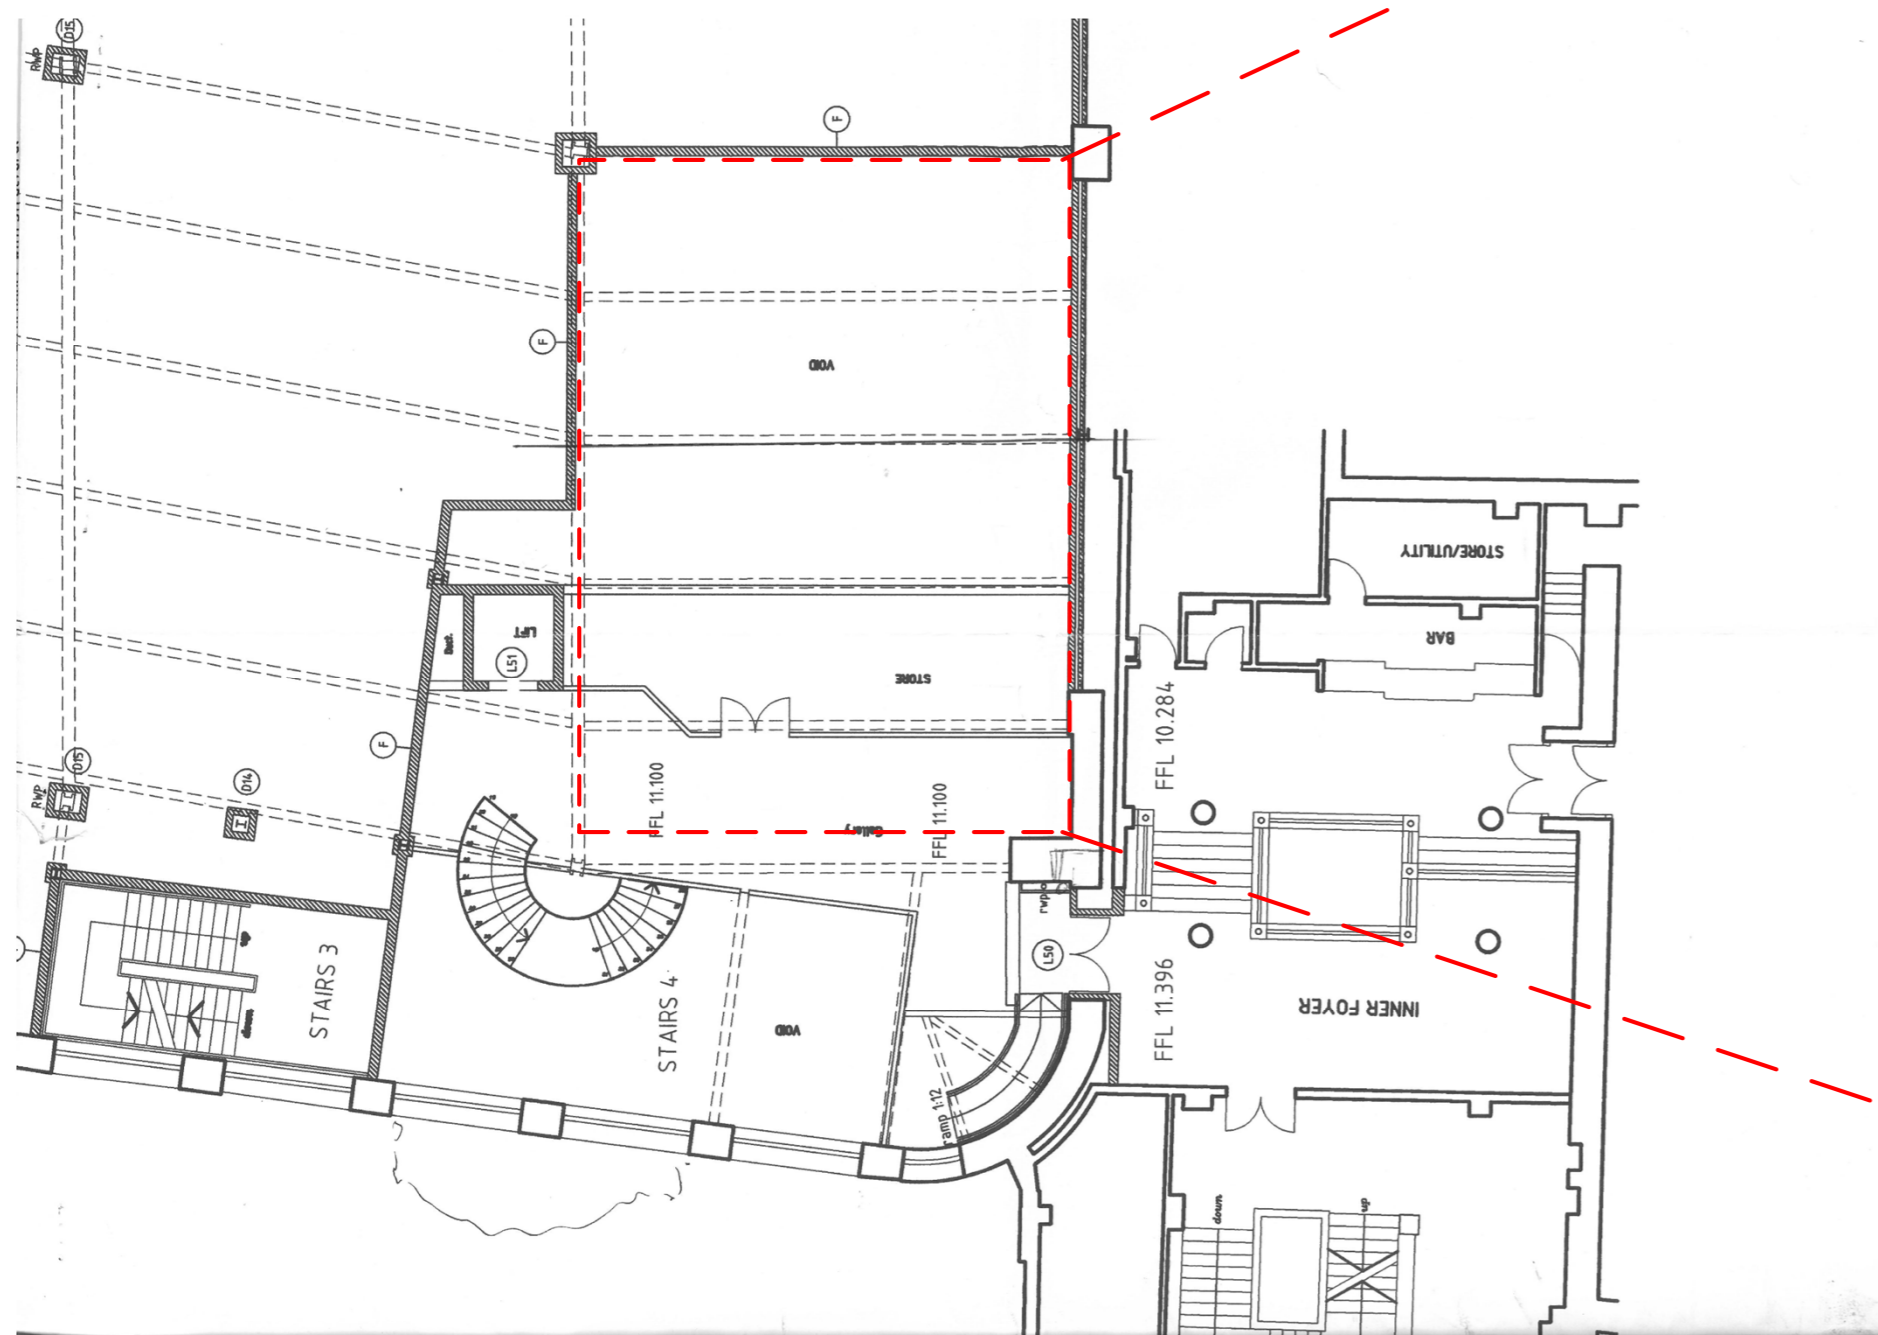 D15
RWP
F
F
VOID
STORE/UTILITY
BAR
LIFT
L51
Duct.
STORE
FFL 10.284
F
D15
RWP
D14
FFL 11.100
FFL 11.100
Gallery
rwp
L50
up
down
STAIRS 3
STAIRS 4
VOID
FFL 11.396
INNER FOYER
ramp 1:12
down
up